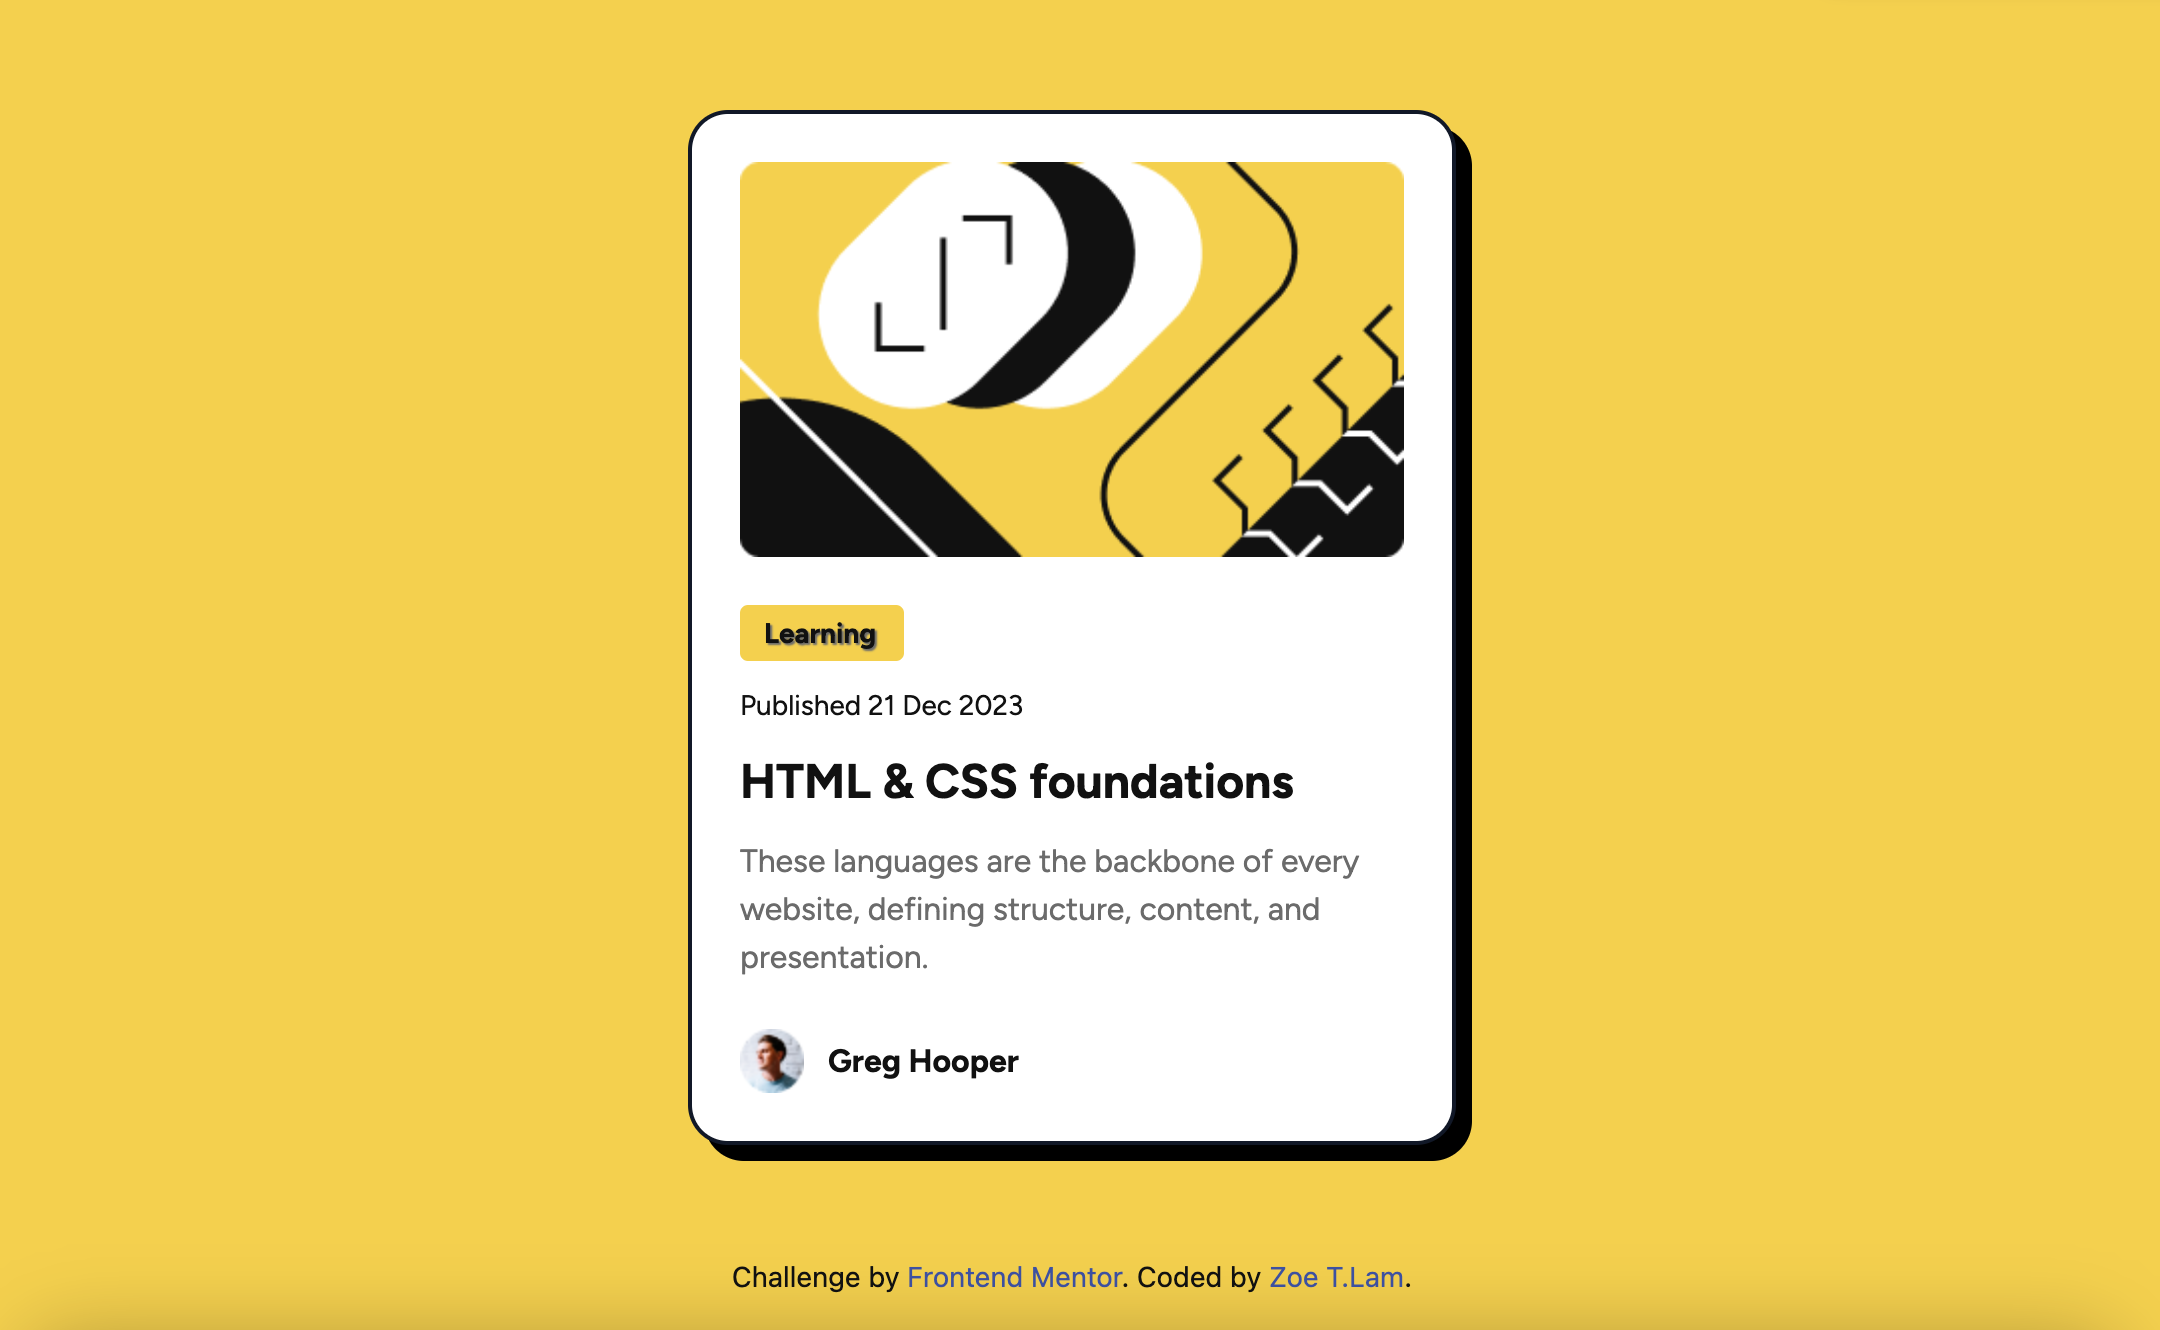 Learning
Published 21 Dec 2023
HTML & CSS foundations
These languages are the backbone of every
website, defining structure, content, and
presentation.
Greg Hooper
Challenge by Frontend Mentor. Coded by Zoe T.Lam.